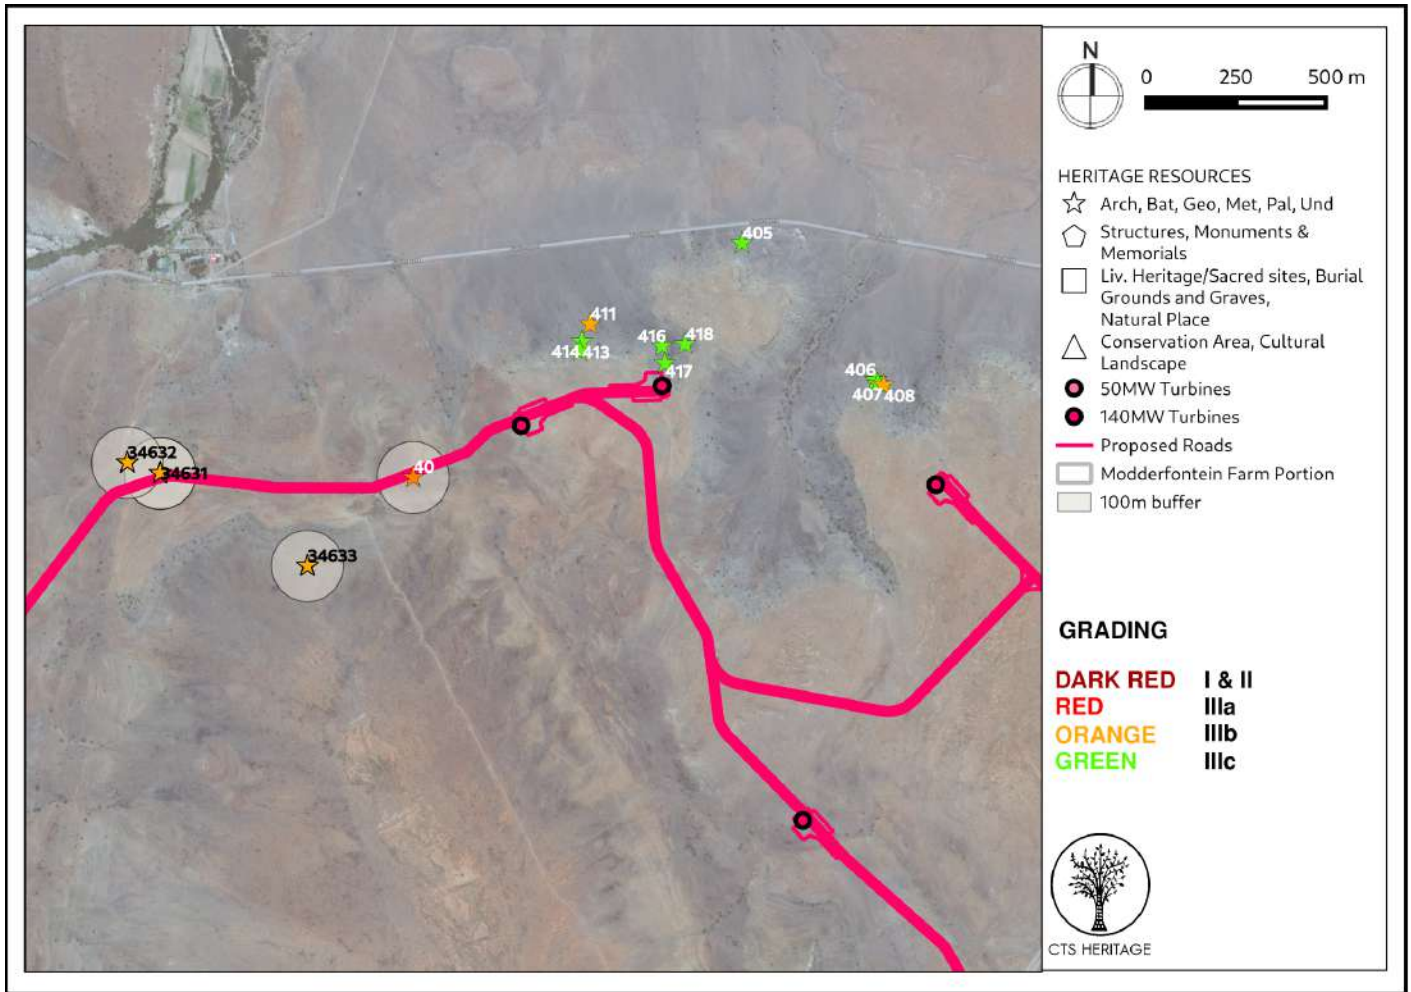 405
411
416
418
414
413
417
406
407
408
34632
34631
40
34633
N
0 250 500 m
HERITAGE RESOURCES
Arch, Bat, Geo, Met, Pal, Und
Structures, Monuments &
Memorials
Liv. Heritage/Sacred sites, Burial
Grounds and Graves,
Natural Place
Conservation Area, Cultural
Landscape
50MW Turbines
140MW Turbines
Proposed Roads
Modderfontein Farm Portion
100m buffer
GRADING
DARK RED I & II
RED IIIa
ORANGE IIIb
GREEN IIIc
CTS HERITAGE